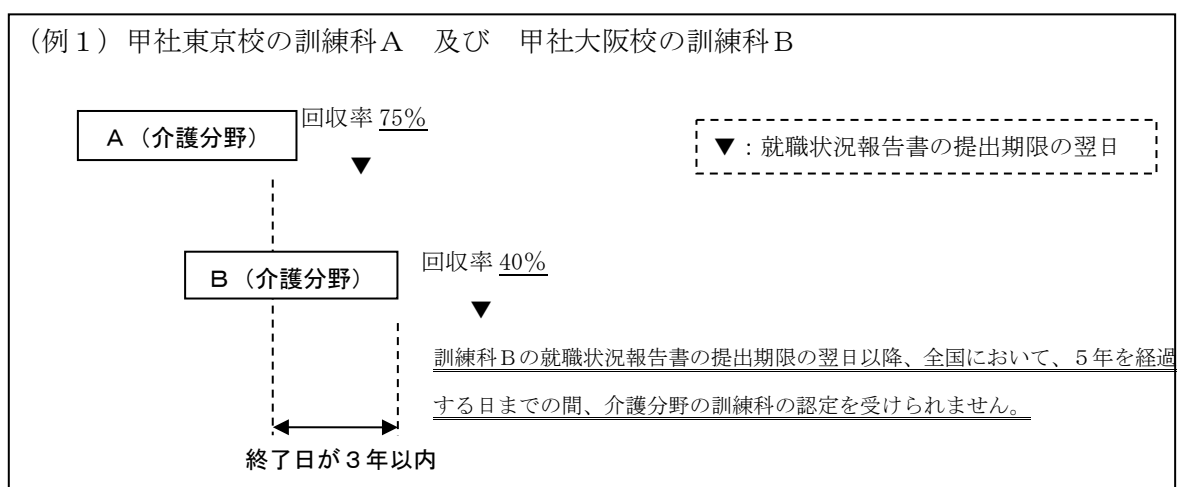 （例１）甲社東京校の訓練科Ａ　及び　甲社大阪校の訓練科Ｂ
Ａ（介護分野）
回収率 75％
▼
▼：就職状況報告書の提出期限の翌日
Ｂ（介護分野）
回収率 40％
▼
訓練科Ｂの就職状況報告書の提出期限の翌日以降、全国において、５年を経過
する日までの間、介護分野の訓練科の認定を受けられません。
終了日が３年以内